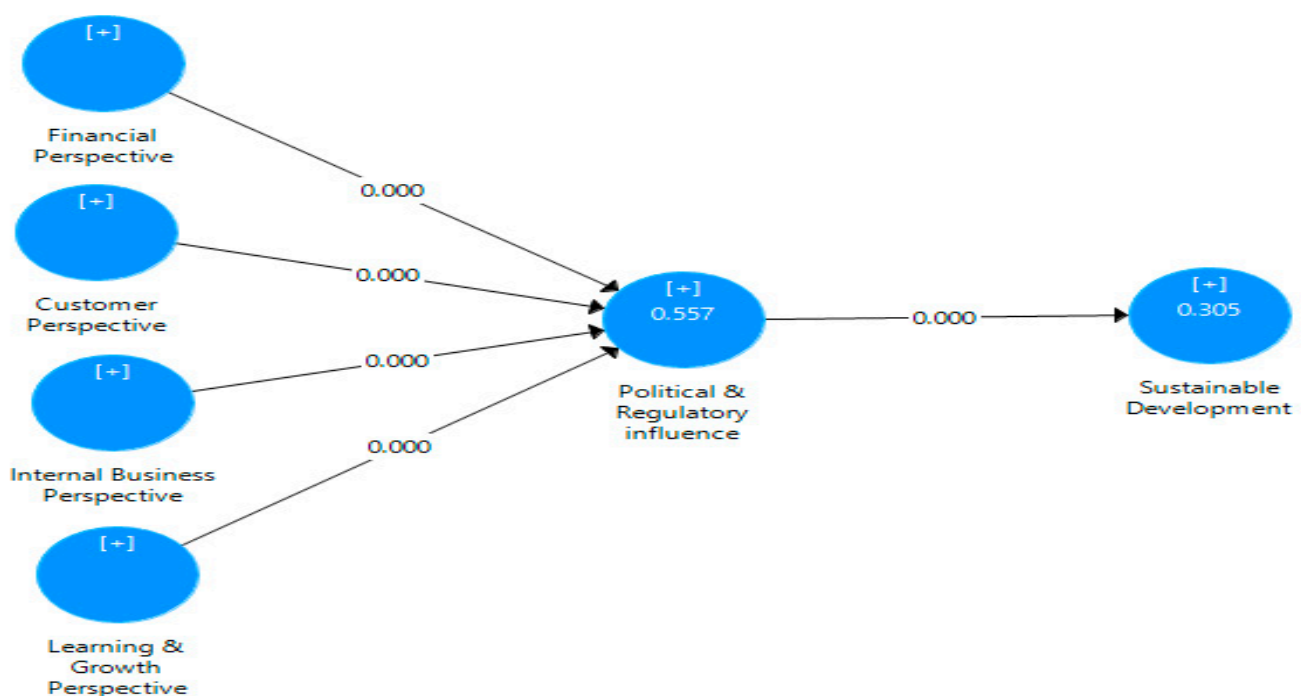 [+]
Financial
Perspective
0.000
[+]
Customer
Perspective
0.000
[+]
Internal Business
Perspective
0.000
[+]
Learning &
Growth
Perspective
0.000
[+]
0.557
Political &
Regulatory
influence
0.000
[+]
0.305
Sustainable
Development